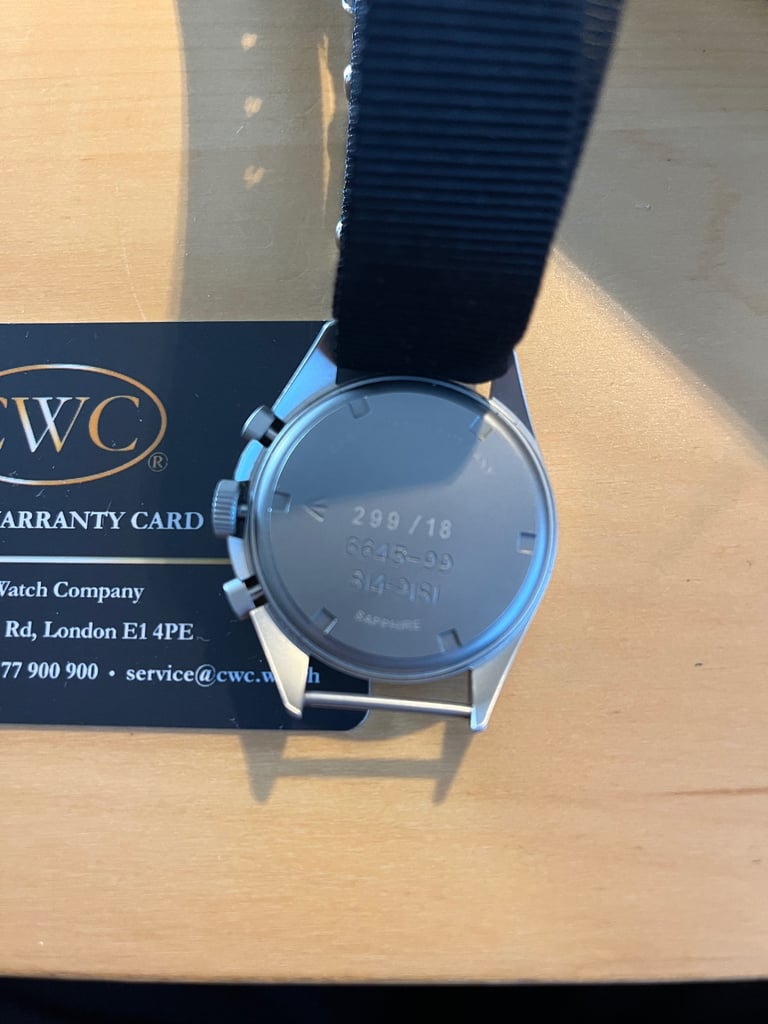 CWC
®
WARRANTY CARD
Watch Company
Rd, London E1 4PE
77 900 900 • service@cwc.w
h
299/18
6645-99
SAPPHIRE